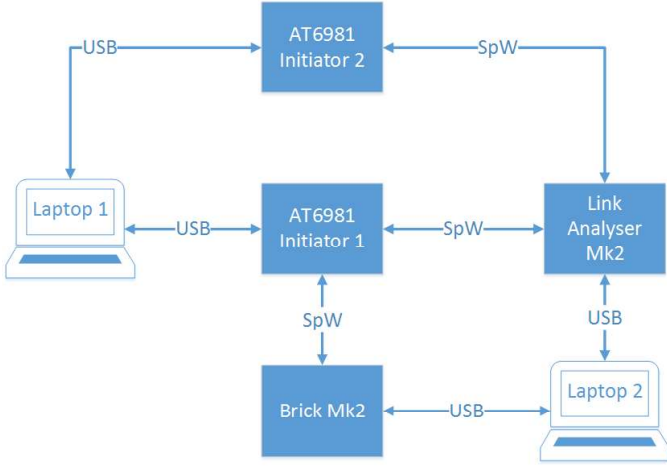 USB
AT6981
Initiator 2
SpW
Laptop 1
USB
AT6981
Initiator 1
SpW
Link
Analyser
Mk2
SpW
USB
Brick Mk2
USB
Laptop 2